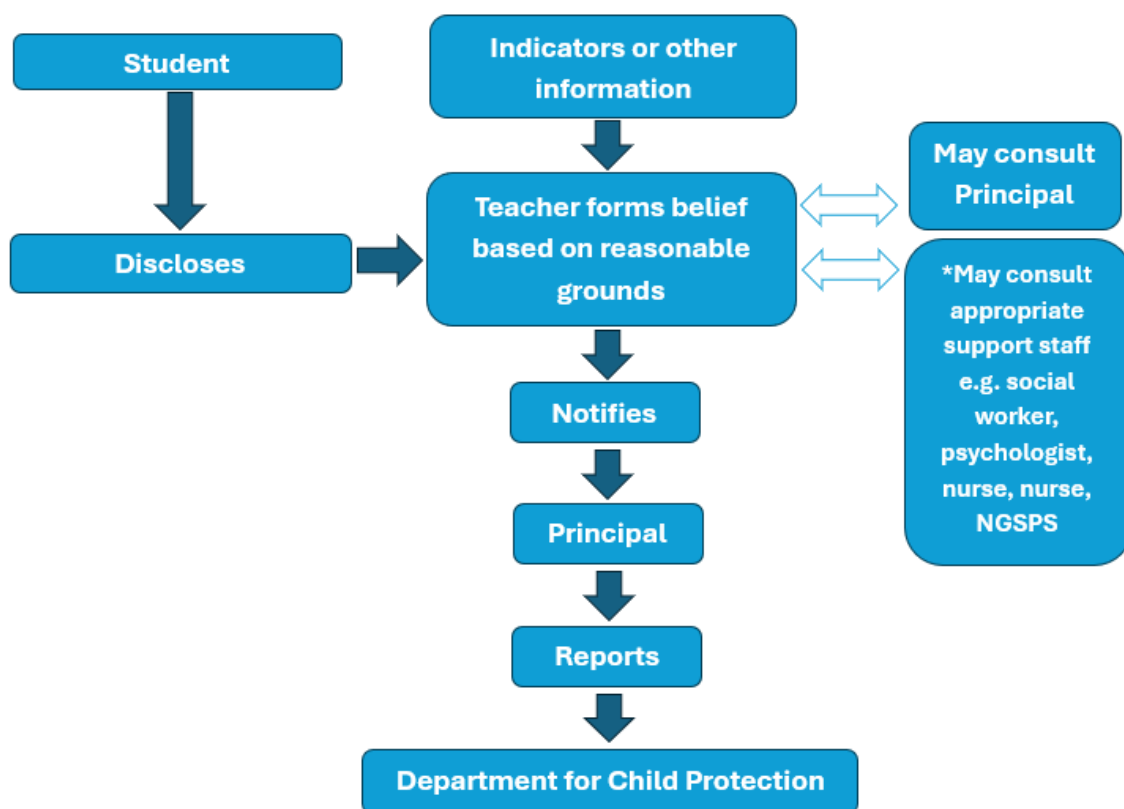 Student
Indicators or other
information
May consult
Principal
Discloses
Teacher forms belief
based on reasonable
grounds
*May consult
appropriate
support staff
e.g. social
worker,
psychologist,
nurse, nurse,
NGSPS
Notifies
Principal
Reports
Department for Child Protection